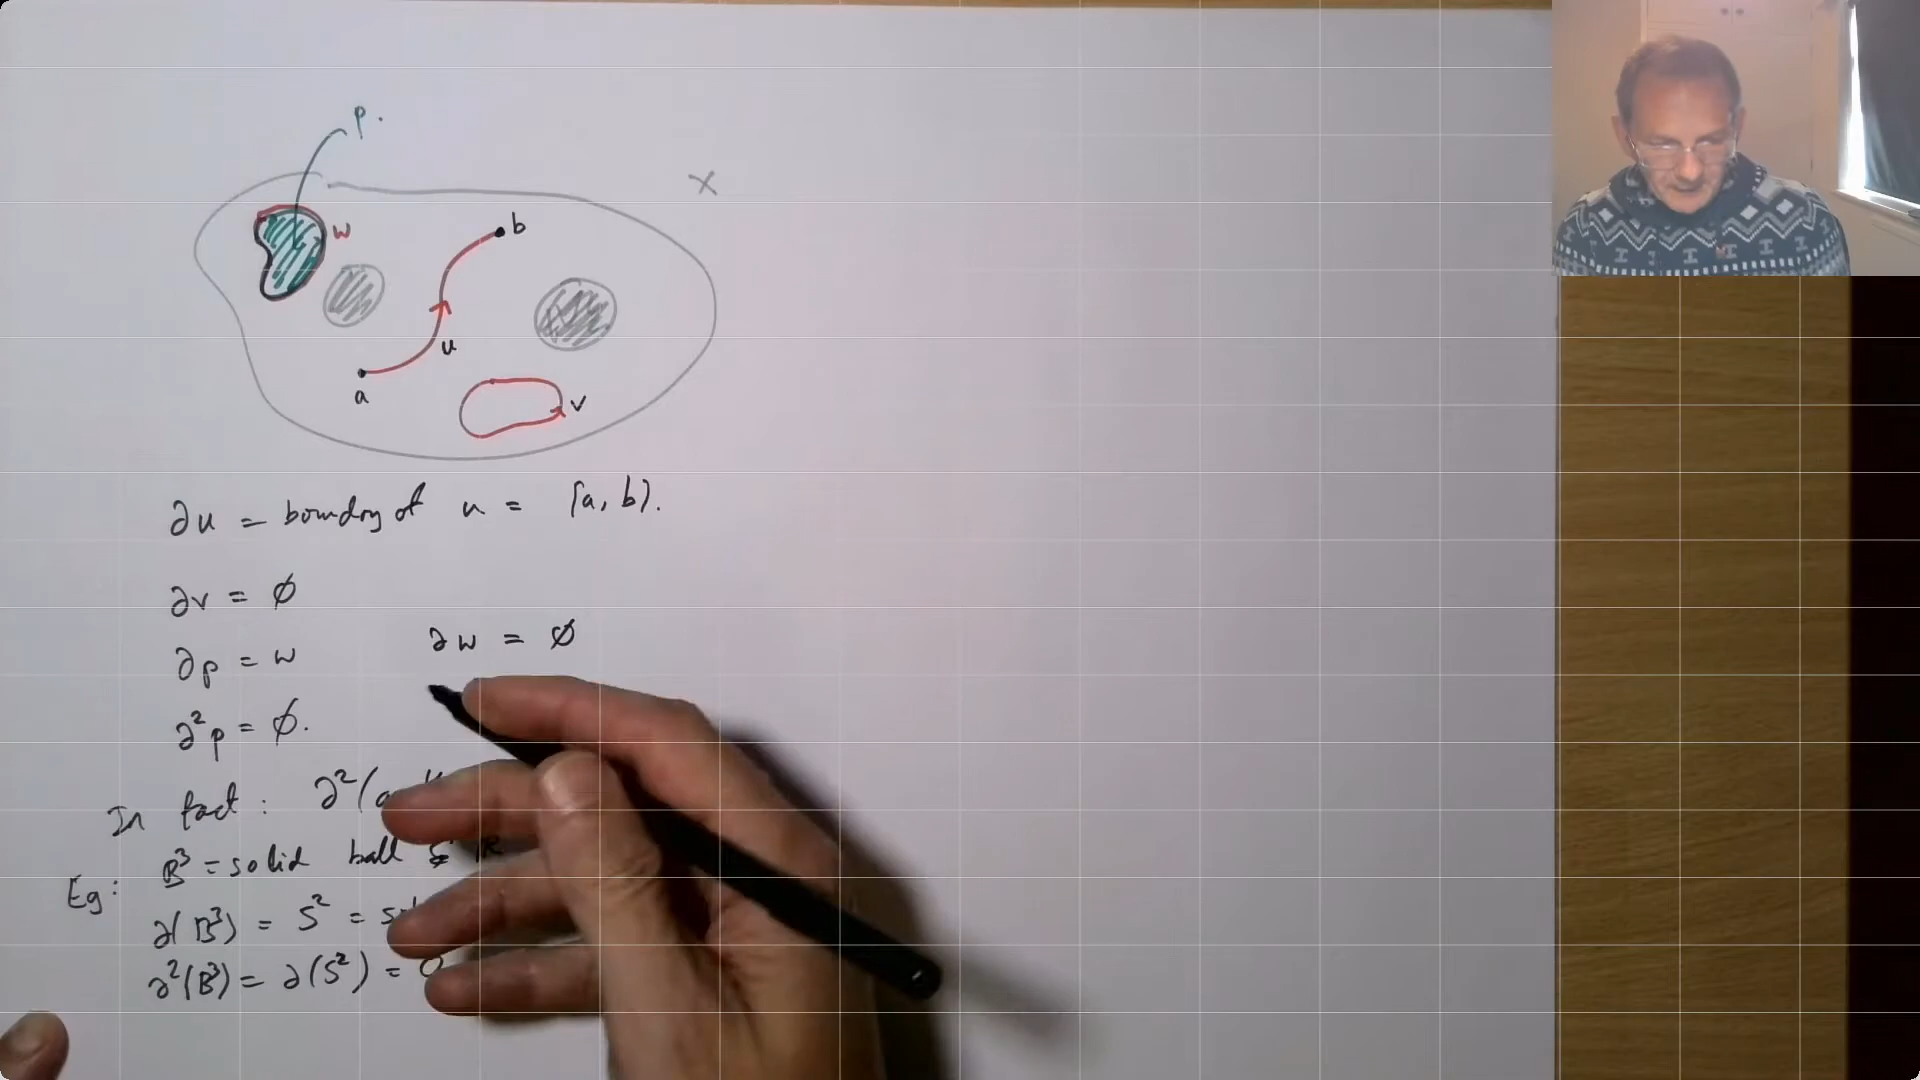 p.
X
w
b
u
a
v
∂u = boundry of u = {a, b}.
∂v = ∅
∂w = ∅
∂p = w
∂²p = ∅.
In fact : ∂²(
B³ = solid ball ⊆ R
Eg:
∂(B³) = S² =
∂²(B³) = ∂(S²) =